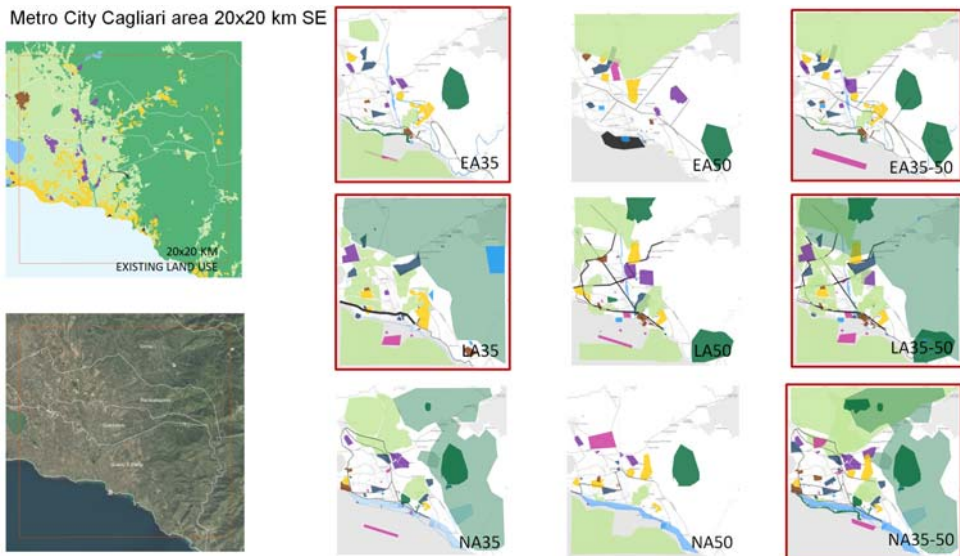 Metro City Cagliari area 20x20 km SE
EA35
EA50
EA35-50
20x20 KM
EXISTING LAND USE
LA35
LA50
LA35-50
NA35
NA50
NA35-50